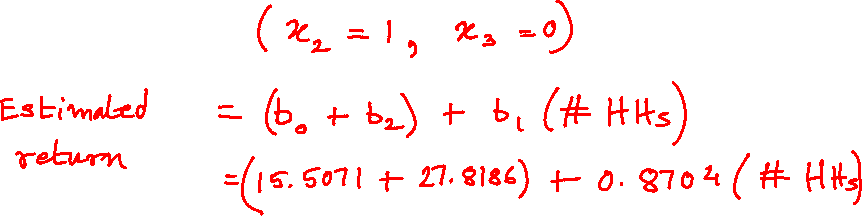 (x₂ = 1, x₃ = 0)
Estimated = (b₀ + b₂) + b₁ (# HHs)
return = (15.5071 + 27.8186) + 0.8704 (# HHs)